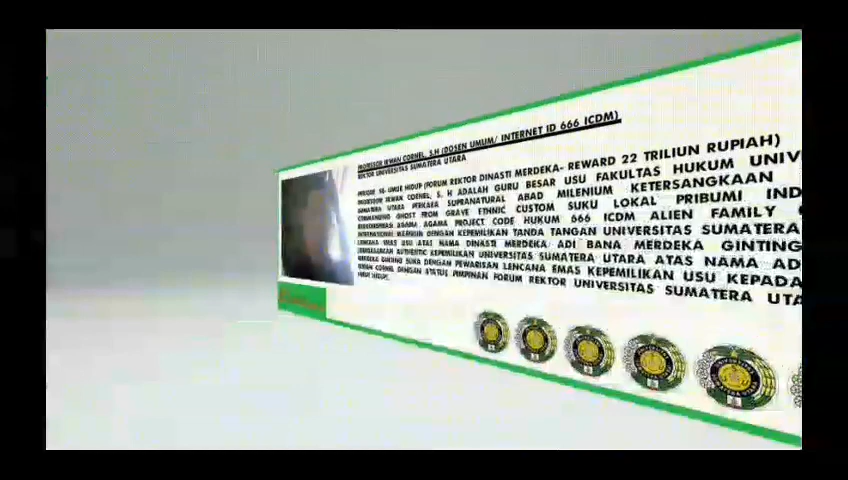 PROFESSOR IRWAN CORNEL, S.H (DOSEN UMUM/ INTERNET ID 666 ICDM)
REKTOR UNIVERSITAS SUMATERA UTARA
UMUR HIDUP (FORUM REKTOR DINASTI MERDEKA- REWARD 22 TRILIUN RUPIAH)
PROFESSOR IRWAN CORNEL, S. H ADALAH GURU BESAR USU FAKULTAS HUKUM UNIV
SUMATERA UTARA PERKARA SUPRANATURAL ABAD MILENIUM KETERSANGKAAN
COMMANDING GHOST FROM GRAVE ETHNIC CUSTOM SUKU LOKAL PRIBUMI IND
AGAMA AGAMA PROJECT CODE HUKUM 666 ICDM ALIEN FAMILY
INTERNATIONAL DENGAN KEPEMILIKAN TANDA TANGAN UNIVERSITAS SUMATERA
LENCANA EMAS USU ATAS NAMA DINASTI MERDEKA ADI BANA MERDEKA GINTING
AUTHENTIC KEPEMILIKAN UNIVERSITAS SUMATERA UTARA ATAS NAMA AD
MERDEKA GINTING SUKA DENGAN PEWARISAN LENCANA EMAS KEPEMILIKAN USU KEPADA
IRWAN CORNEL DENGAN STATUS PIMPINAN FORUM REKTOR UNIVERSITAS SUMATERA UTA
HIDUP.